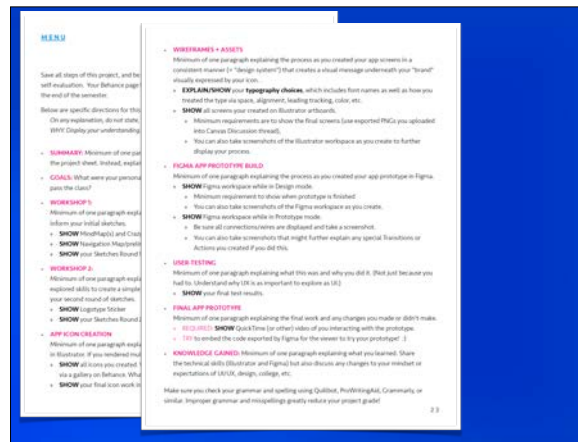 MENU
Save all steps of this project, and be
self evaluation. Your Behance page
the end of the semester.
Below are specific directions for this
On any explanation, do not state,
WHY. Display your understanding
SUMMARY: Minimum of one par
the project sheet. Instead, explai
GOALS: What were your persona
pass the class?
WORKSHOP 1:
Minimum of one paragraph expla
inform your initial sketches.
SHOW MindMap(s) and Crazy
SHOW Navigation Map/preli
SHOW your Sketches Round 1
WORKSHOP 2:
Minimum of one paragraph expla
explored skills to create a simple
your second round of sketches.
SHOW Logotype Sticker
SHOW your Sketches Round 2
APP ICON CREATION
Minimum of one paragraph expla
in Illustrator. If you rendered mul
SHOW all icons you created.
via a gallery on Behance. Wha
SHOW your final icon work in
WIREFRAMES + ASSETS
Minimum of one paragraph explaining the process as you created your app screens in a
consistent manner (= "design system") that creates a visual message underneath your "brand"
visually expressed by your icon.
EXPLAIN/SHOW your typography choices, which includes font names as well as how you
treated the type via space, alignment, leading tracking, color, etc.
SHOW all screens your created on Illustrator artboards.
Minimum requirements are to show the final screens (use exported PNGs you uploaded
into Canvas Discussion thread).
You can also take screenshots of the Illustrator workspace as you create to further
display your process
FIGMA APP PROTOTYPE BUILD
Minimum of one paragraph explaining the process as you created your app prototype in Figma.
SHOW Figma workspace while in Design mode.
Minimum requirement to show when prototype is finished
You can also take screenshots of the Figma workspace as you create.
SHOW Figma workspace while in Prototype mode.
Be sure all connections/wires are displayed and take a screenshot.
You can also take screenshots that might further explain any special Transitions or
Actions you created if you did this.
USER-TESTING
Minimum of one paragraph explaining what this was and why you did it. (Not just because you
had to. Understand why UX is as important to explore as UI.)
SHOW your final test-results.
FINAL APP PROTOTYPE
Minimum of one paragraph explaining the final work and any changes you made or didn't make.
REQUIRED: SHOW QuickTime (or other) video of you interacting with the prototype.
TRY to embed the code exported by Figma for the viewer to try your prototype! :)
KNOWLEDGE GAINED: Minimum of one paragraph explaining what you learned. Share
the technical skills (Illustrator and Figma) but also discuss any changes to your mindset or
expectations of UI/UX, design, college, etc.
Make sure you check your grammar and spelling using Quillbot, ProWritingAid, Grammarly, or
similar. Improper grammar and misspellings greatly reduce your project grade!
23